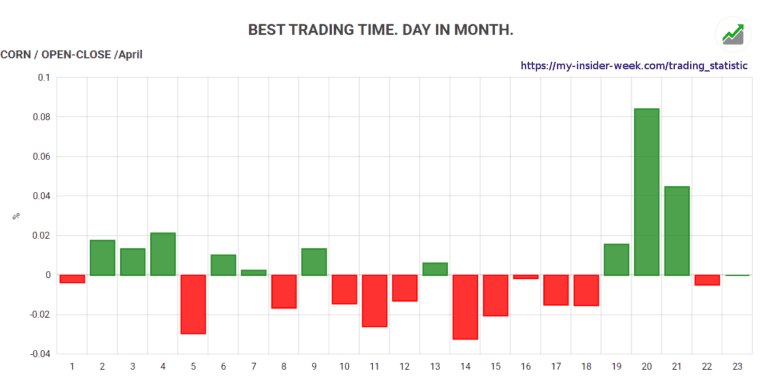 BEST TRADING TIME. DAY IN MONTH.
CORN / OPEN-CLOSE /April
https://my-insider-week.com/trading_statistic
0.1
0.08
0.06
0.04
0.02
0
-0.02
-0.04
%
1 2 3 4 5 6 7 8 9 10 11 12 13 14 15 16 17 18 19 20 21 22 23